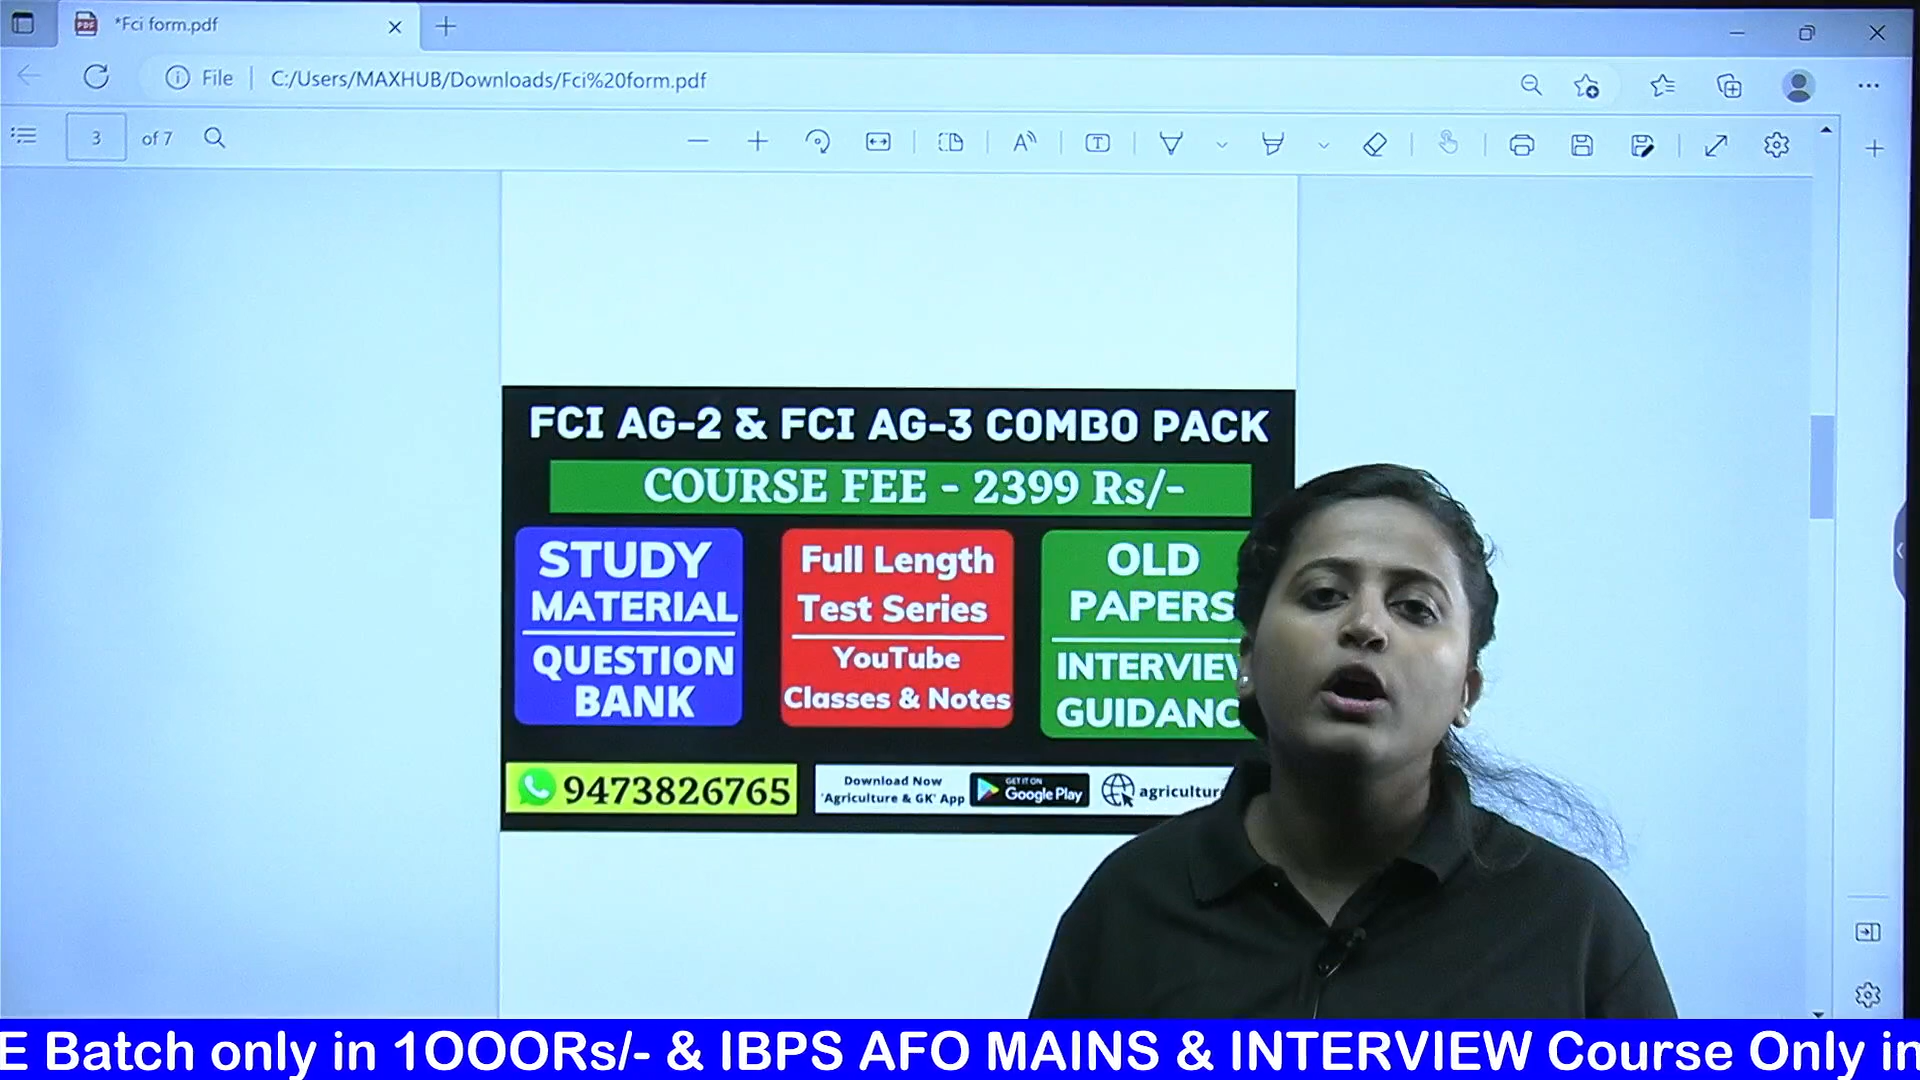 *Fci form.pdf
File
C:/Users/MAXHUB/Downloads/Fci%20form.pdf
3
of 7
FCI AG-2 & FCI AG-3 COMBO PACK
COURSE FEE - 2399 Rs/-
STUDY
MATERIAL
QUESTION
BANK
Full Length
Test Series
YouTube
Classes & Notes
OLD
PAPERS
INTERVIEW
GUIDANC
9473826765
Download Now
'Agriculture & GK' App
GET IT ON
Google Play
agricultur
E Batch only in 1OOORs/- & IBPS AFO MAINS & INTERVIEW Course Only in